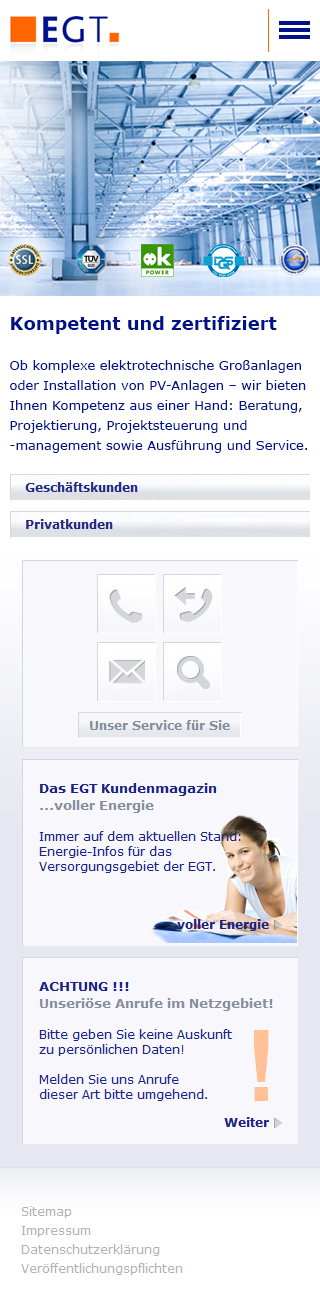 EGT.
SSL
TÜV
SÜD
ok
POWER
DQS
Kompetent und zertifiziert
Ob komplexe elektrotechnische Großanlagen
oder Installation von PV-Anlagen – wir bieten
Ihnen Kompetenz aus einer Hand: Beratung,
Projektierung, Projektsteuerung und
-management sowie Ausführung und Service.
Geschäftskunden
Privatkunden
Unser Service für Sie
Das EGT Kundenmagazin
...voller Energie
Immer auf dem aktuellen Stand:
Energie-Infos für das
Versorgungsgebiet der EGT.
voller Energie
ACHTUNG !!!
Unseriöse Anrufe im Netzgebiet!
Bitte geben Sie keine Auskunft
zu persönlichen Daten!
Melden Sie uns Anrufe
dieser Art bitte umgehend.
!
Weiter
Sitemap
Impressum
Datenschutzerklärung
Veröffentlichungspflichten